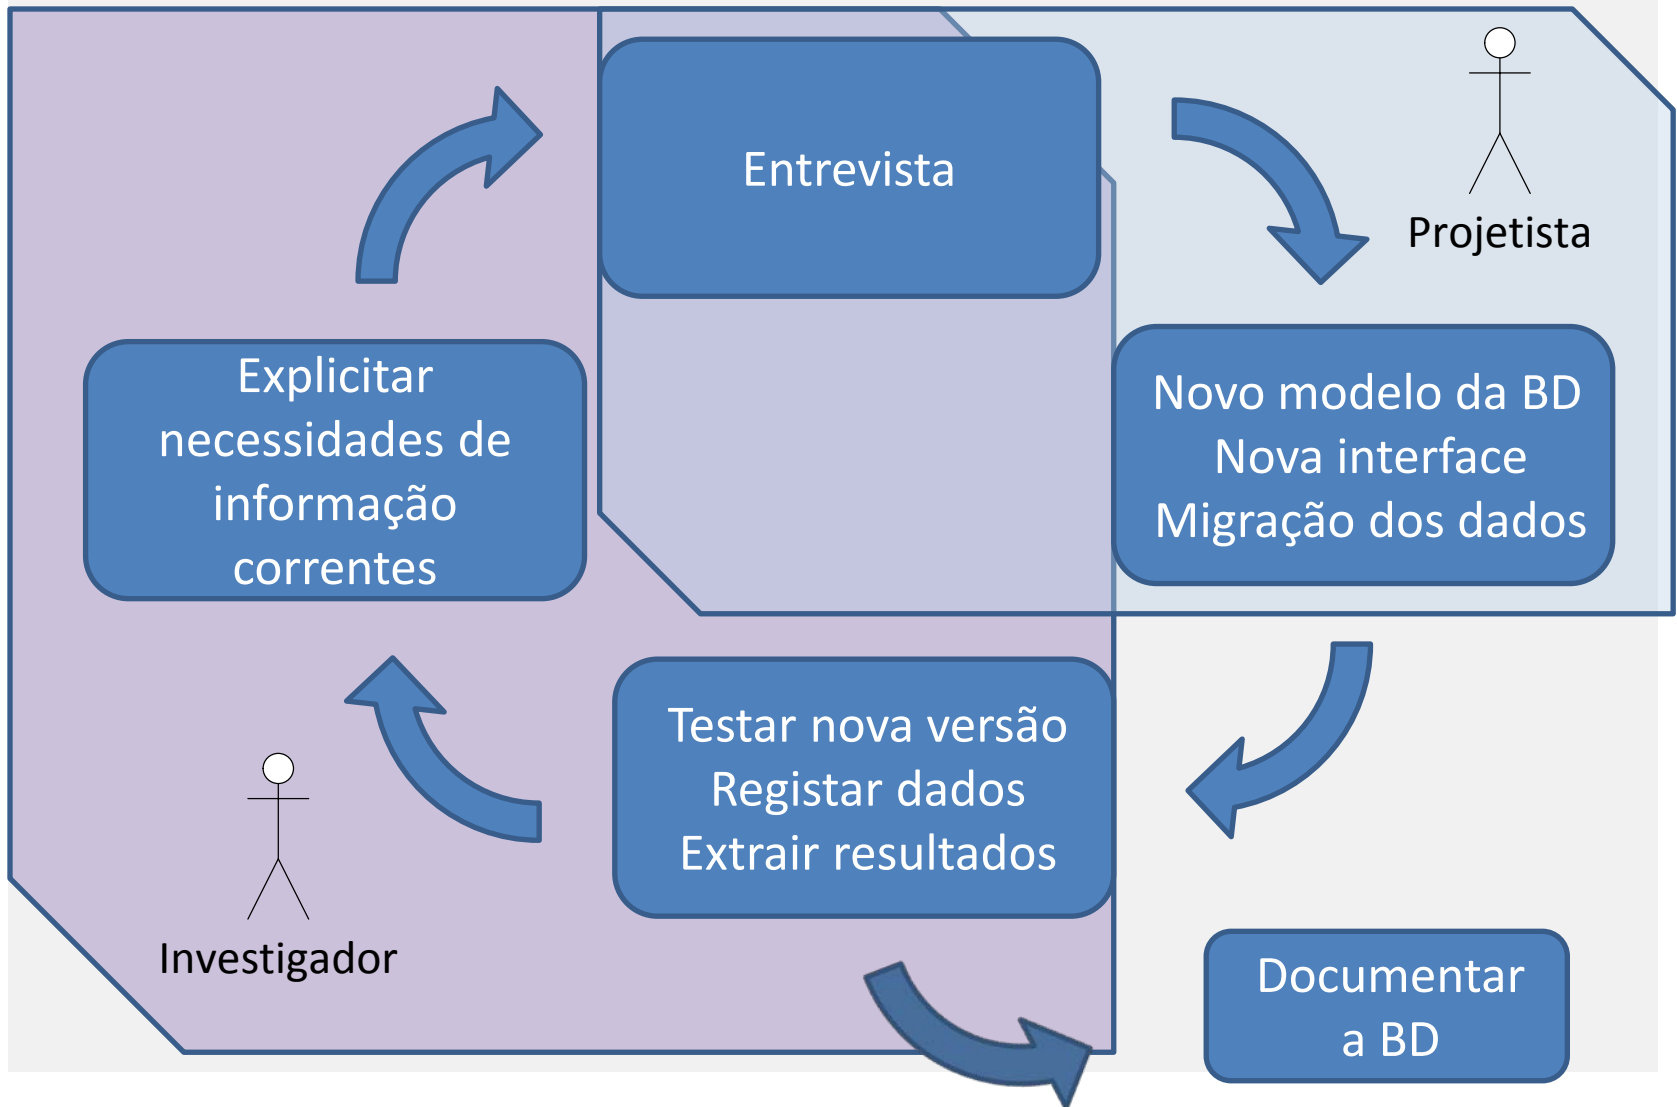 Entrevista
Projetista
Explicitar
necessidades de
informação
correntes
Novo modelo da BD
Nova interface
Migração dos dados
Testar nova versão
Registar dados
Extrair resultados
Investigador
Documentar
a BD